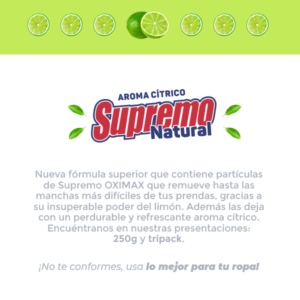 AROMA CÍTRICO
Supremo
Natural
Nueva fórmula superior que contiene partículas
de Supremo OXIMAX que remueve hasta las
manchas más difíciles de tus prendas, gracias a
su insuperable poder del limón. Además las deja
con un perdurable y refrescante aroma cítrico.
Encuéntranos en nuestras presentaciones:
250g y tripack.
¡No te conformes, usa lo mejor para tu ropa!